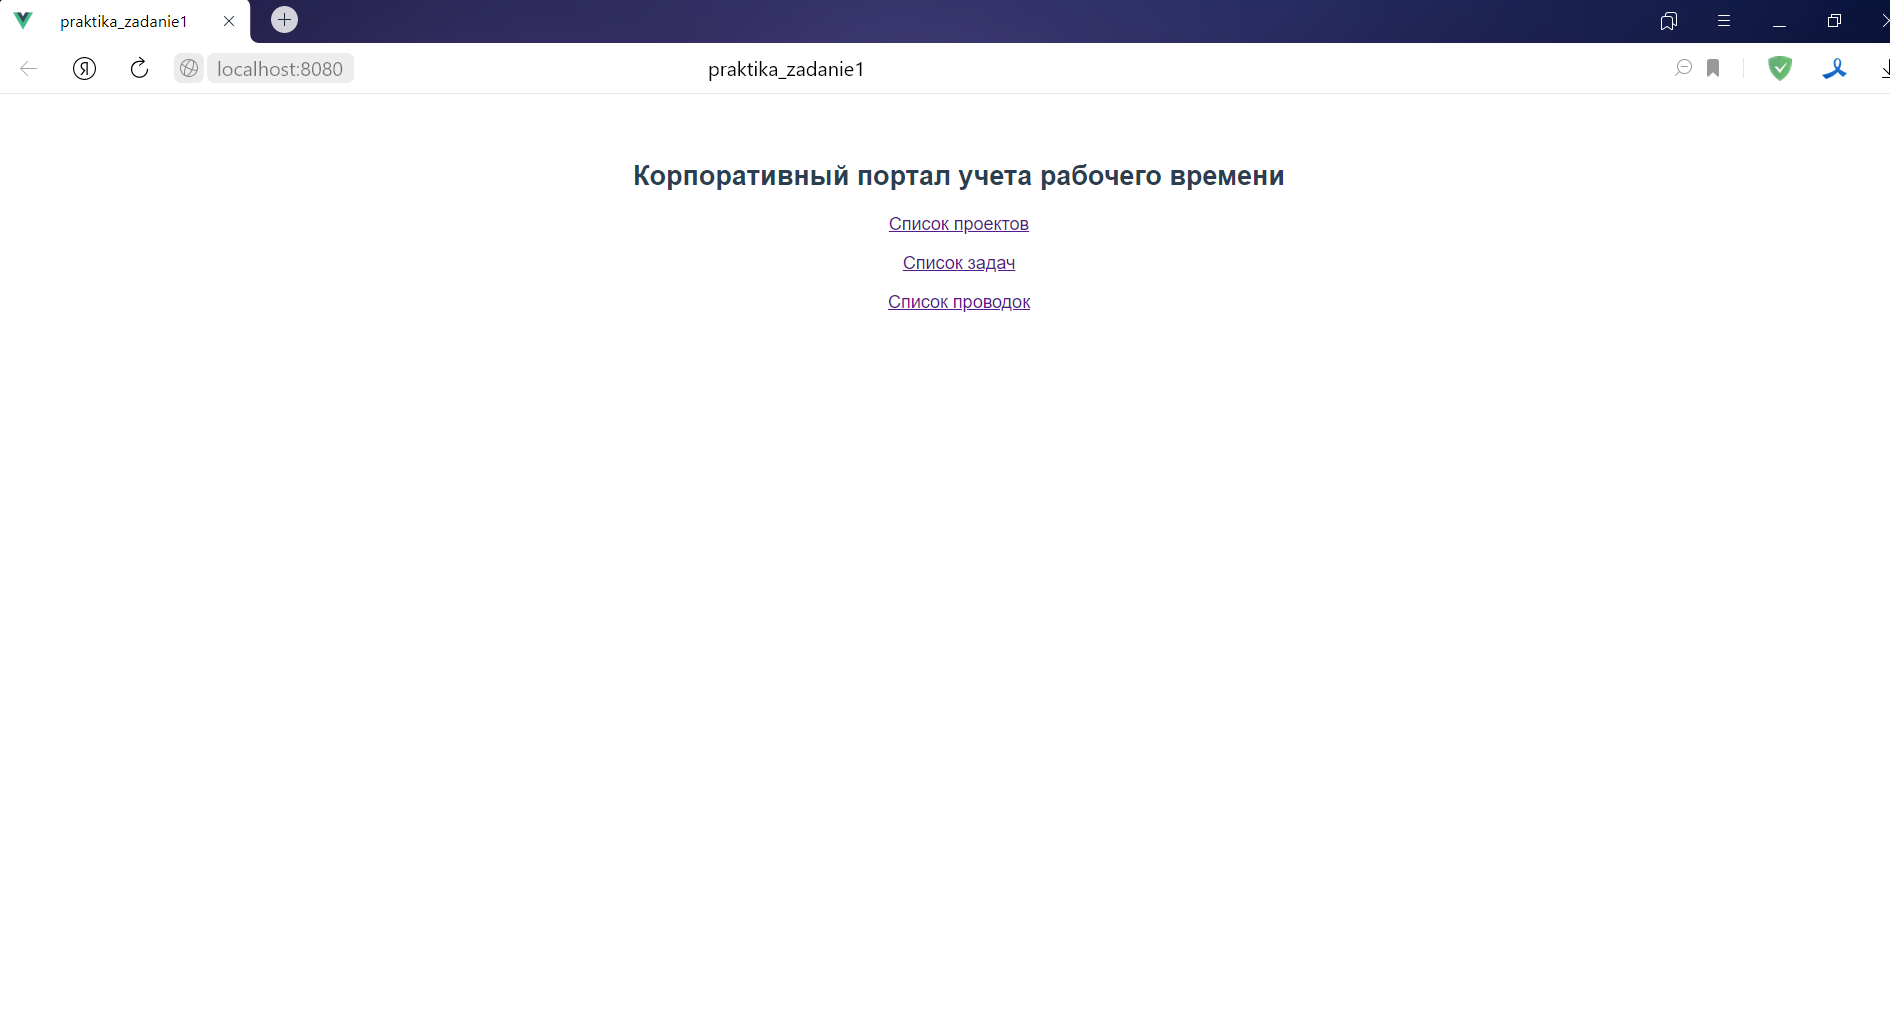 praktika_zadanie1
Я
localhost:8080
praktika_zadanie1
Корпоративный портал учета рабочего времени
Список проектов
Список задач
Список проводок